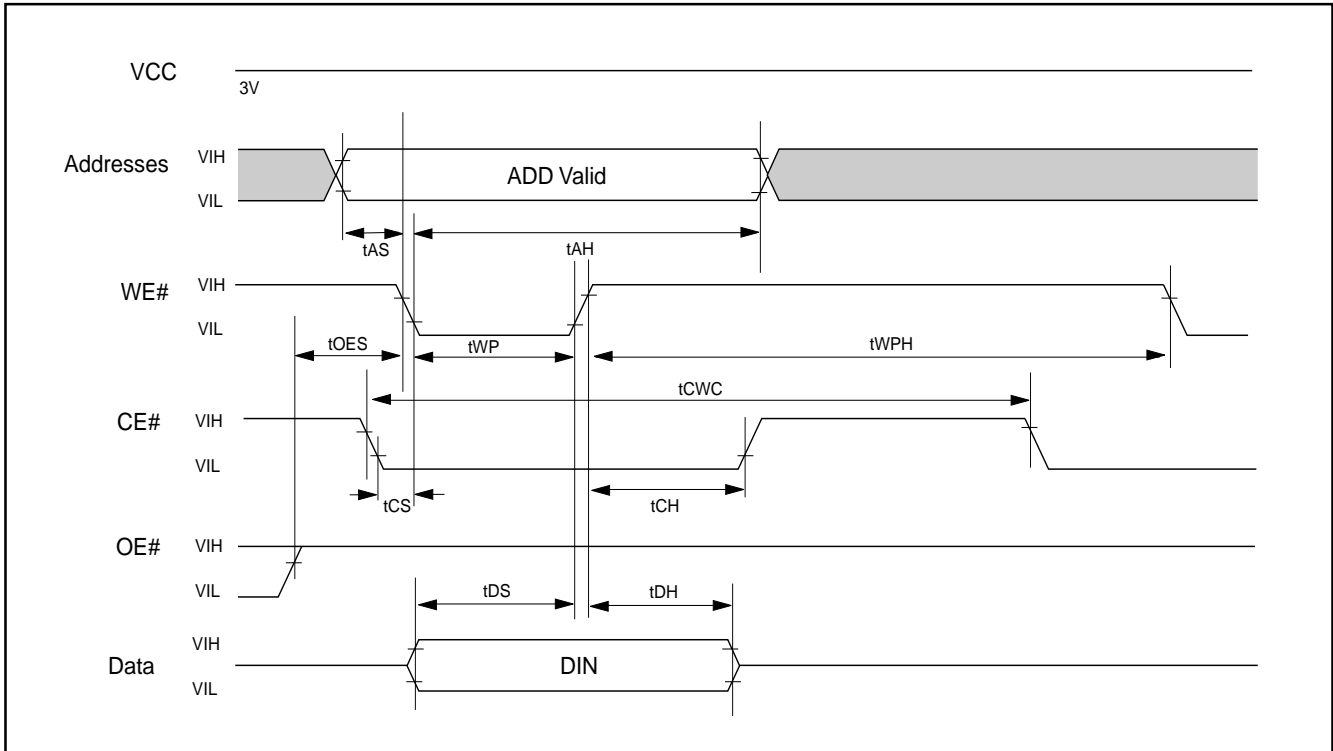 VCC
3V
Addresses
VIH
VIL
ADD Valid
tAS
tAH
WE#
VIH
VIL
tOES
tWP
tWPH
tCWC
CE#
VIH
VIL
tCS
tCH
OE#
VIH
VIL
tDS
tDH
Data
VIH
VIL
DIN